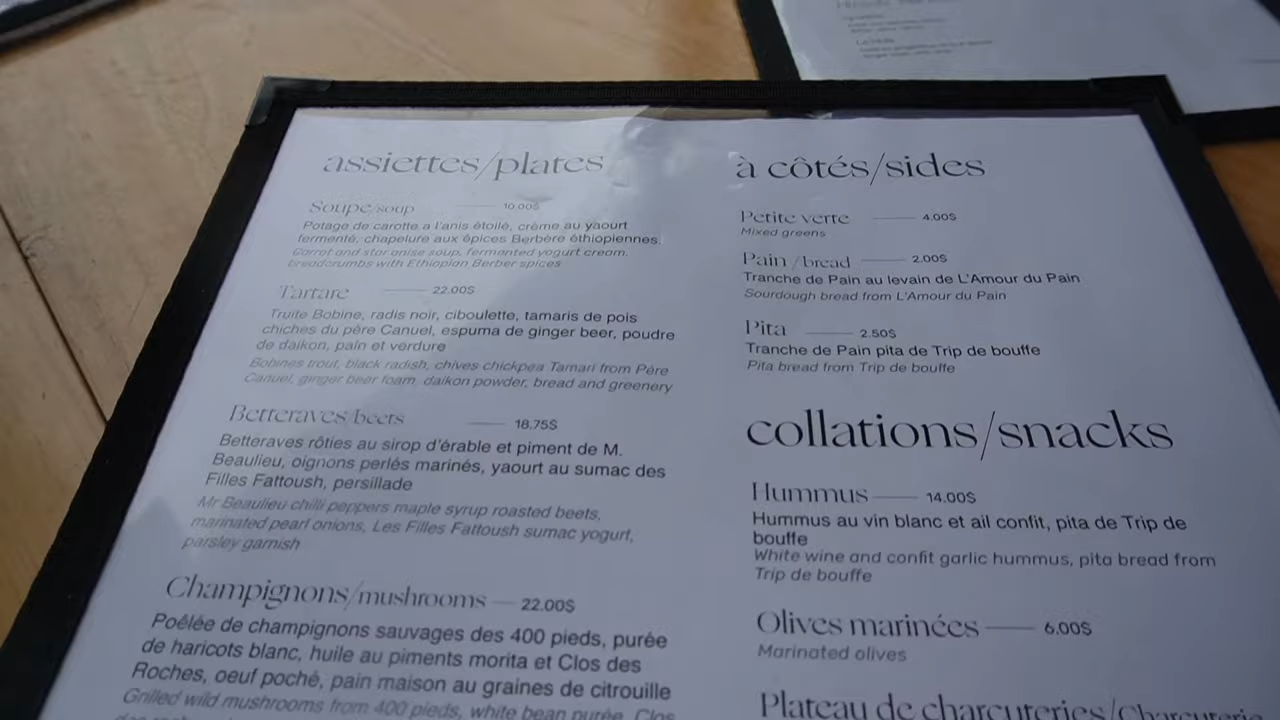 assiettes/plates
Soupe/soup 10.00$
Potage de carotte a l'anis étoilé, crème au yaourt
fermenté, chapelure aux épices Berbère éthiopiennes.
Carrot and star anise soup, fermented yogurt cream,
breadcrumbs with Ethiopian Berber spices
Tartare 22.00$
Truite Bobine, radis noir, ciboulette, tamaris de pois
chiches du père Canuel, espuma de ginger beer, poudre
de daikon, pain et verdure
Bobines trout, black radish, chives chickpea Tamari from Père
Canuel, ginger beer foam, daikon powder, bread and greenery
Betteraves/beets 18.75$
Betteraves rôties au sirop d'érable et piment de M.
Beaulieu, oignons perlés marinés, yaourt au sumac des
Filles Fattoush, persillade
Mr Beaulieu chilli peppers maple syrup roasted beets,
marinated pearl onions, Les Filles Fattoush sumac yogurt,
parsley garnish
Champignons/mushrooms 22.00$
Poêlée de champignons sauvages des 400 pieds, purée
de haricots blanc, huile au piments morita et Clos des
Roches, oeuf poché, pain maison au graines de citrouille
Grilled wild mushrooms from 400 pieds, white bean purée, Clos
à côtés/sides
Petite verte 4.00$
Mixed greens
Pain /bread 2.00$
Tranche de Pain au levain de L'Amour du Pain
Sourdough bread from L'Amour du Pain
Pita 2.50$
Tranche de Pain pita de Trip de bouffe
Pita bread from Trip de bouffe
collations/snacks
Hummus 14.00$
Hummus au vin blanc et ail confit, pita de Trip de
bouffe
White wine and confit garlic hummus, pita bread from
Trip de bouffe
Olives marinées 6.00$
Marinated olives
Plateau de charcuteries/Charcuterie